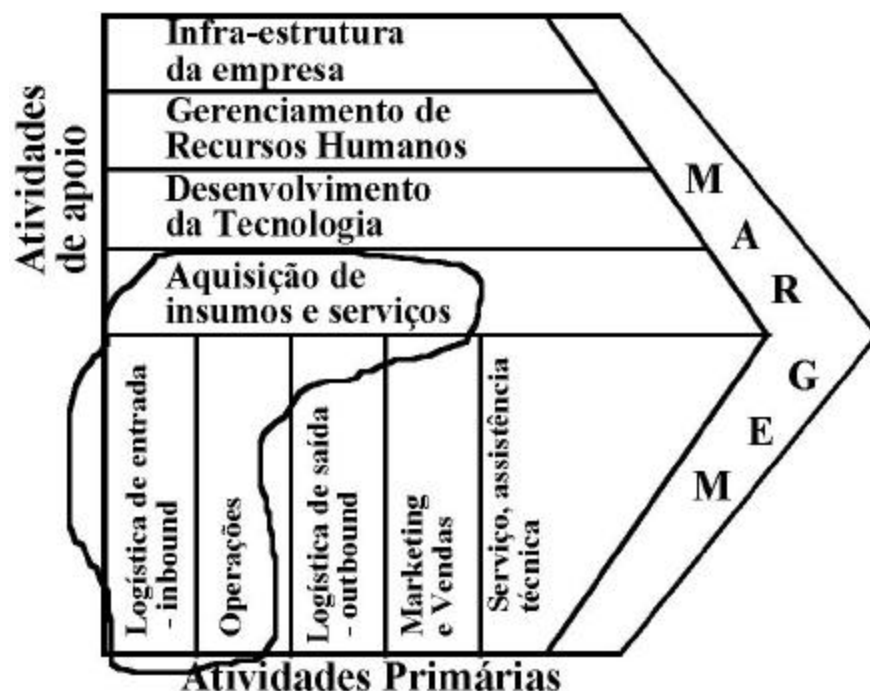 Atividades
de apoio
Infra-estrutura
da empresa
Gerenciamento de
Recursos Humanos
Desenvolvimento
da Tecnologia
Aquisição de
insumos e serviços
Logística de entrada
- inbound
Operações
Logística de saída
- outbound
Marketing
e Vendas
Serviço, assistência
técnica
MARGEM
Atividades Primárias